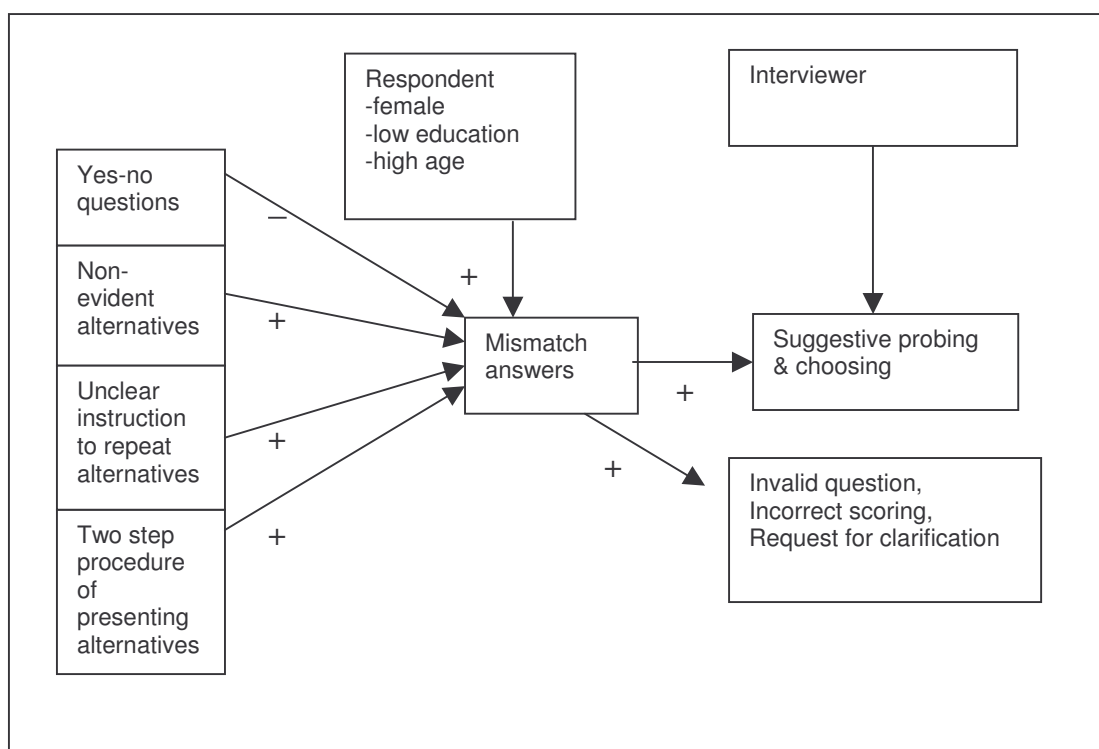 Respondent
-female
-low education
-high age
Interviewer
Yes-no
questions
–
Non-
evident
alternatives
+
Unclear
instruction
to repeat
alternatives
+
Two step
procedure
of
presenting
alternatives
+
+
Mismatch
answers
+
Suggestive probing
& choosing
+
Invalid question,
Incorrect scoring,
Request for clarification